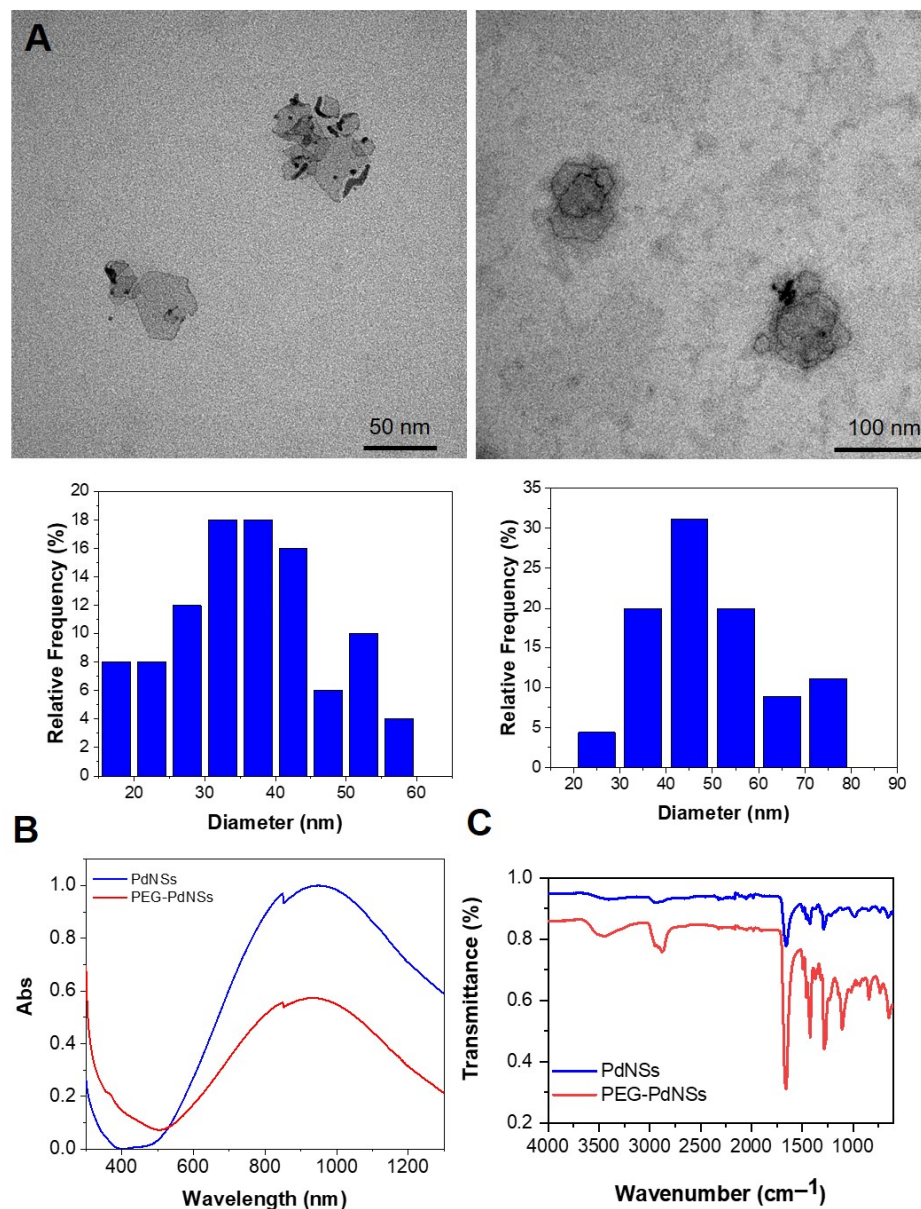 A
50 nm
100 nm
Relative Frequency (%)
20
18
16
14
12
10
8
6
4
2
0
20 30 40 50 60
Diameter (nm)
Relative Frequency (%)
35
30
25
20
15
10
5
0
20 30 40 50 60 70 80 90
Diameter (nm)
B
PdNSs
PEG-PdNSs
Abs
1.0
0.8
0.6
0.4
0.2
0.0
400 600 800 1000 1200
Wavelength (nm)
C
Transmittance (%)
1.0
0.8
0.6
0.4
0.2
PdNSs
PEG-PdNSs
4000 3500 3000 2500 2000 1500 1000
Wavenumber (cm⁻¹)